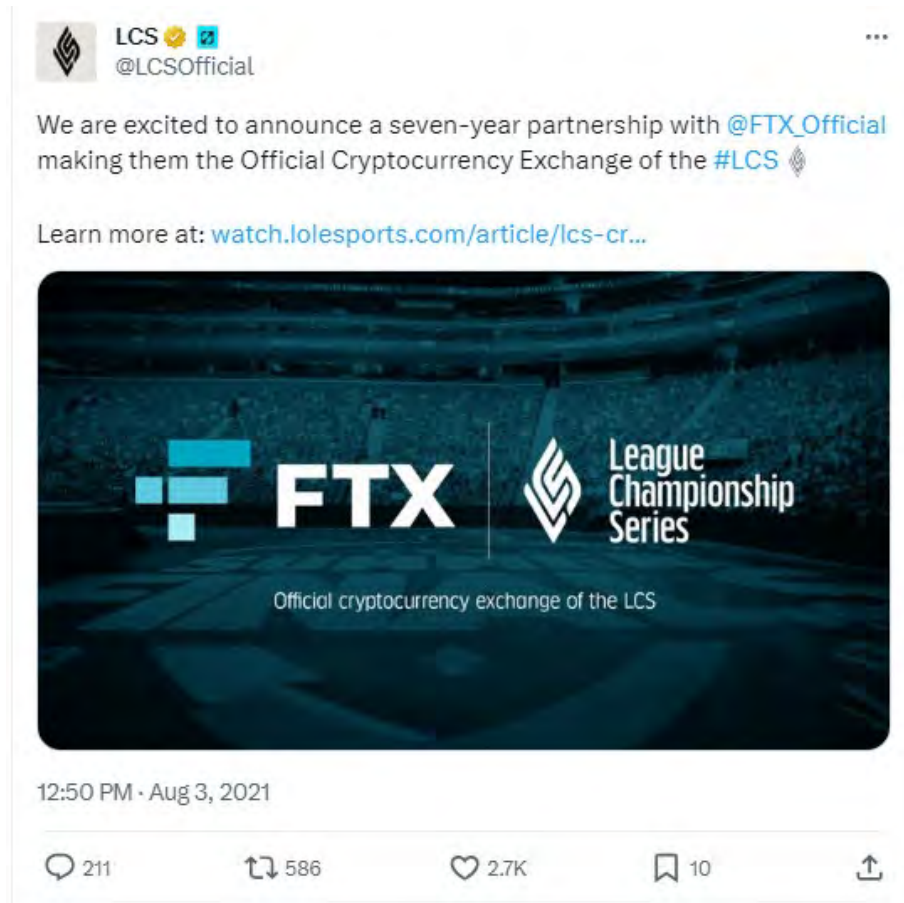 LCS
@LCSOfficial
We are excited to announce a seven-year partnership with @FTX_Official
making them the Official Cryptocurrency Exchange of the #LCS
Learn more at: watch.lolesports.com/article/lcs-cr...
FTX
League
Championship
Series
Official cryptocurrency exchange of the LCS
12:50 PM · Aug 3, 2021
211 586 2.7K 10